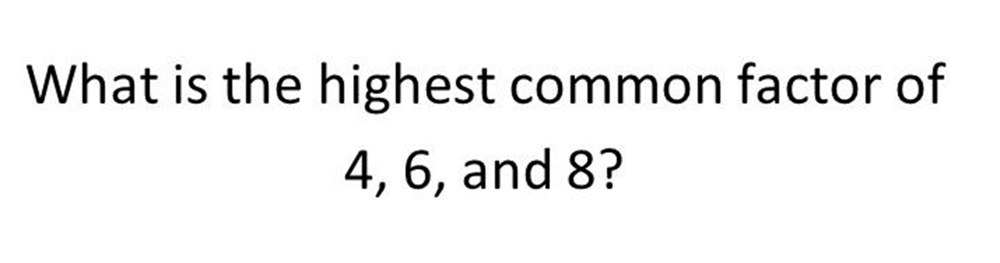 What is the highest common factor of
4, 6, and 8?